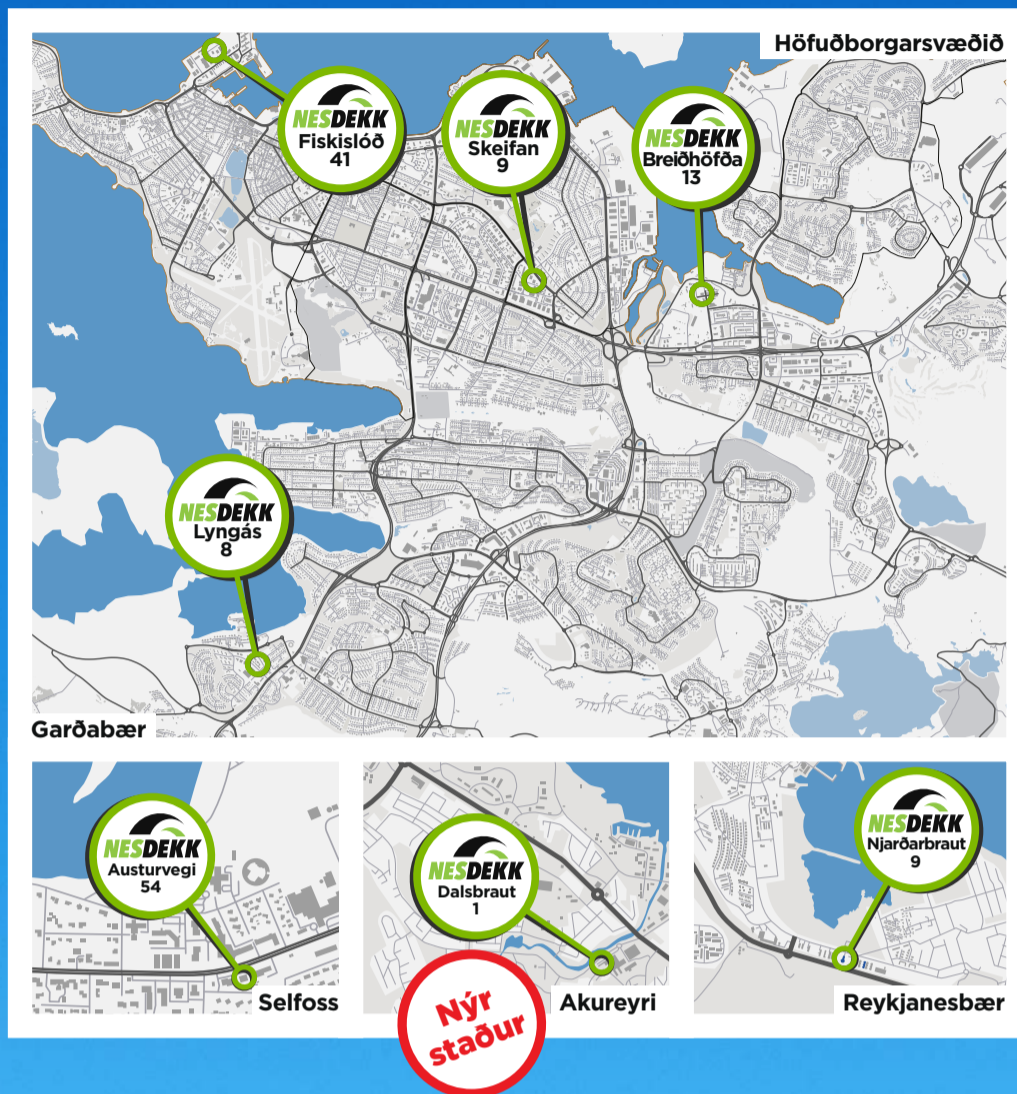 Höfuðborgarsvæðið
NESDEKK
Fiskislóð
41
NESDEKK
Skeifan
9
NESDEKK
Breiðhöfða
13
NESDEKK
Lyngás
8
Garðabær
NESDEKK
Austurvegi
54
Selfoss
NESDEKK
Dalsbraut
1
Nýr
staður
Akureyri
NESDEKK
Njarðarbraut
9
Reykjanesbær